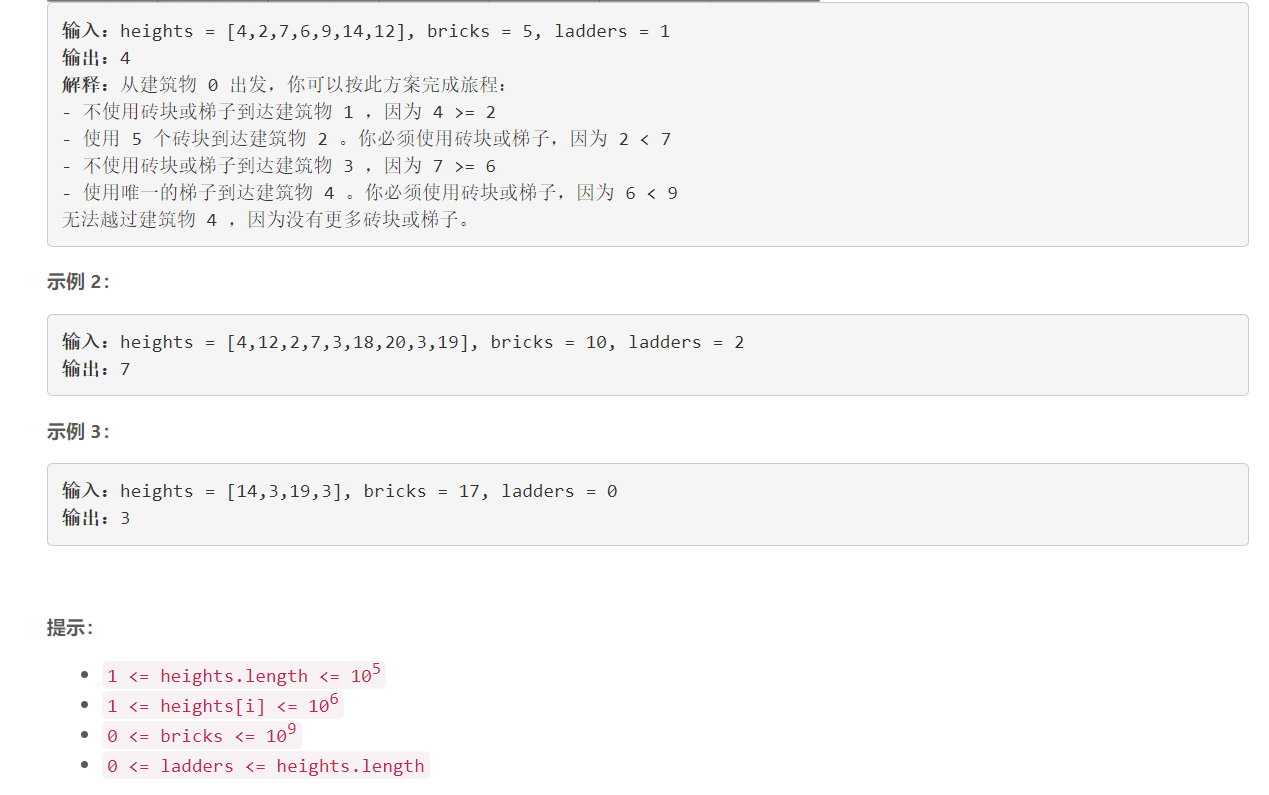 输入：heights = [4,2,7,6,9,14,12], bricks = 5, ladders = 1
输出：4
解释：从建筑物 0 出发，你可以按此方案完成旅程：
- 不使用砖块或梯子到达建筑物 1 ，因为 4 >= 2
- 使用 5 个砖块到达建筑物 2 。你必须使用砖块或梯子，因为 2 < 7
- 不使用砖块或梯子到达建筑物 3 ，因为 7 >= 6
- 使用唯一的梯子到达建筑物 4 。你必须使用砖块或梯子，因为 6 < 9
无法越过建筑物 4 ，因为没有更多砖块或梯子。
示例 2：
输入：heights = [4,12,2,7,3,18,20,3,19], bricks = 10, ladders = 2
输出：7
示例 3：
输入：heights = [14,3,19,3], bricks = 17, ladders = 0
输出：3
提示：
• 1 <= heights.length <= 10⁵
• 1 <= heights[i] <= 10⁶
• 0 <= bricks <= 10⁹
• 0 <= ladders <= heights.length